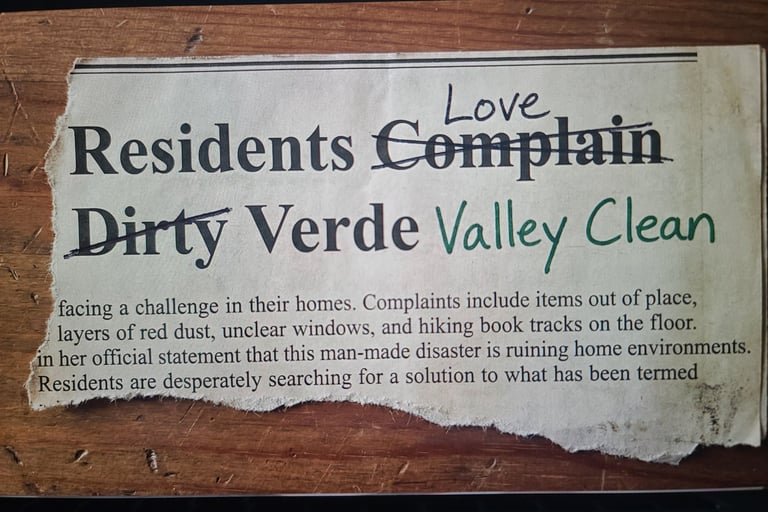 Love
Residents Complain
Dirty Verde Valley Clean
facing a challenge in their homes. Complaints include items out of place,
layers of red dust, unclear windows, and hiking book tracks on the floor.
in her official statement that this man-made disaster is ruining home environments.
Residents are desperately searching for a solution to what has been termed